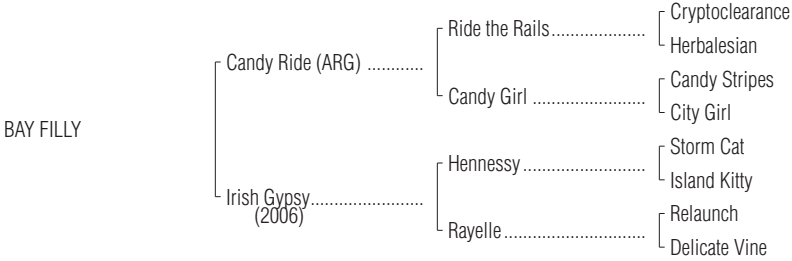 Cryptoclearance
Ride the Rails....................
Herbalesian
Candy Ride (ARG) ............
Candy Stripes
Candy Girl ........................
City Girl
BAY FILLY
Storm Cat
Hennessy..........................
Island Kitty
Irish Gypsy........................
(2006)
Relaunch
Rayelle..............................
Delicate Vine